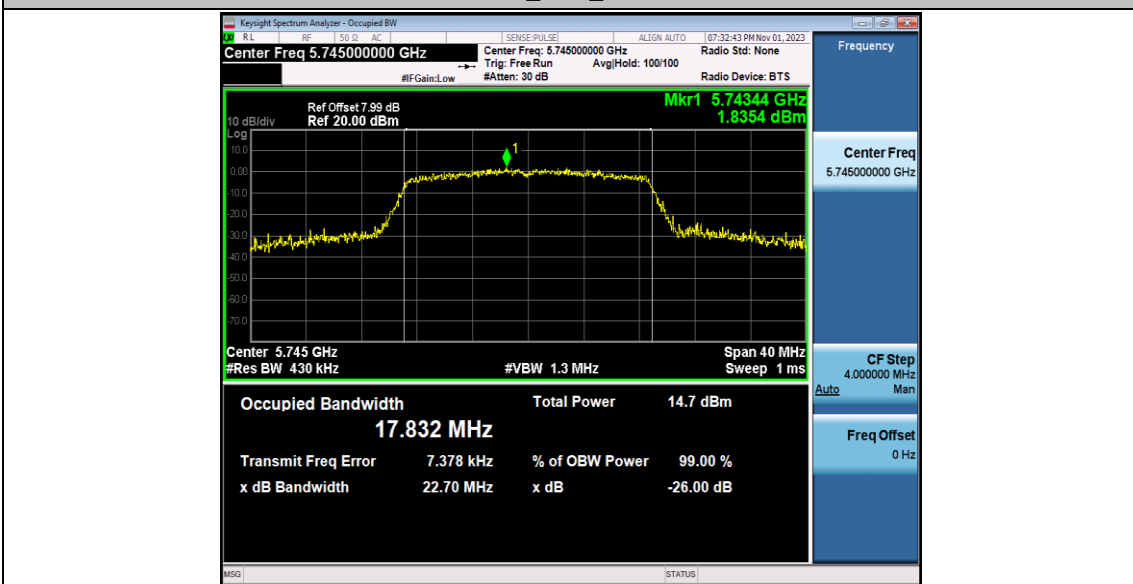 Keysight Spectrum Analyzer - Occupied BW
LXI RL RF 50 Ω AC SENSE:PULSE ALIGN AUTO 07:32:43 PM Nov 01, 2023
Center Freq 5.745000000 GHz
Center Freq: 5.745000000 GHz
Radio Std: None
Trig: Free Run Avg|Hold: 100/100
#IFGain:Low #Atten: 30 dB Radio Device: BTS
Frequency
Mkr1 5.74344 GHz
1.8354 dBm
Ref Offset 7.99 dB
10 dB/div Ref 20.00 dBm
Log
10.0
0.00
-10.0
-20.0
-30.0
-40.0
-50.0
-60.0
-70.0
1
Center 5.745 GHz Span 40 MHz
#Res BW 430 kHz #VBW 1.3 MHz Sweep 1 ms
Center Freq
5.745000000 GHz
CF Step
4.000000 MHz
Auto Man
Freq Offset
0 Hz
Occupied Bandwidth Total Power 14.7 dBm
17.832 MHz
Transmit Freq Error 7.378 kHz % of OBW Power 99.00 %
x dB Bandwidth 22.70 MHz x dB -26.00 dB
MSG STATUS